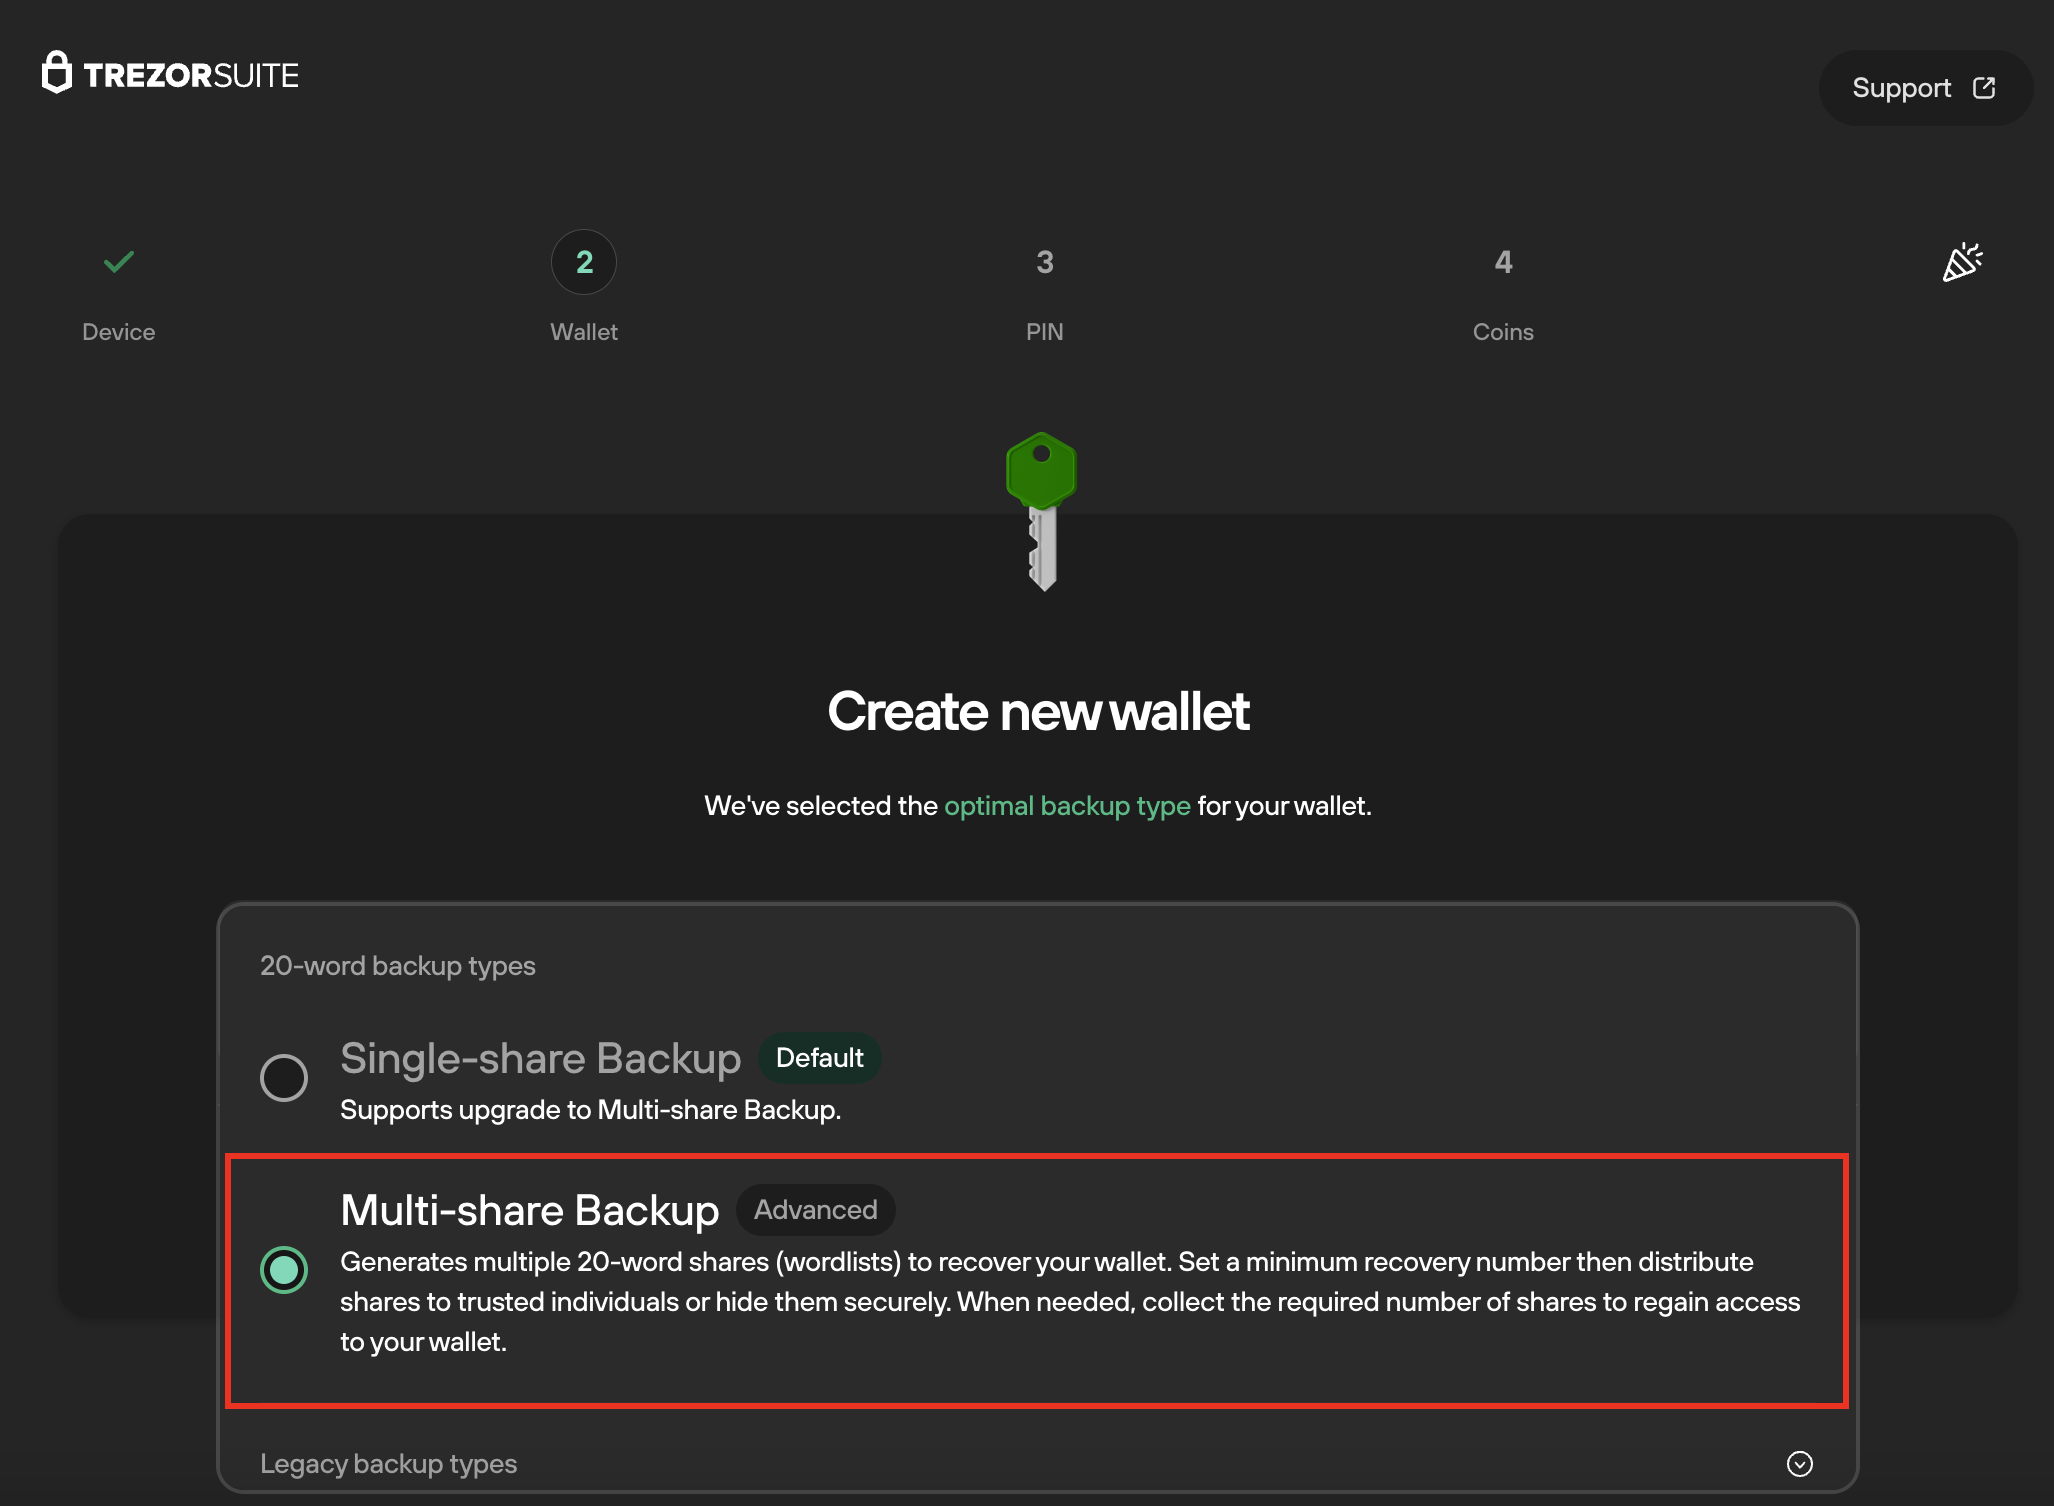 TREZORSUITE
Support
2
3
4
Device
Wallet
PIN
Coins
Create new wallet
We've selected the optimal backup type for your wallet.
20-word backup types
Single-share Backup Default
Supports upgrade to Multi-share Backup.
Multi-share Backup Advanced
Generates multiple 20-word shares (wordlists) to recover your wallet. Set a minimum recovery number then distribute
shares to trusted individuals or hide them securely. When needed, collect the required number of shares to regain access
to your wallet.
Legacy backup types